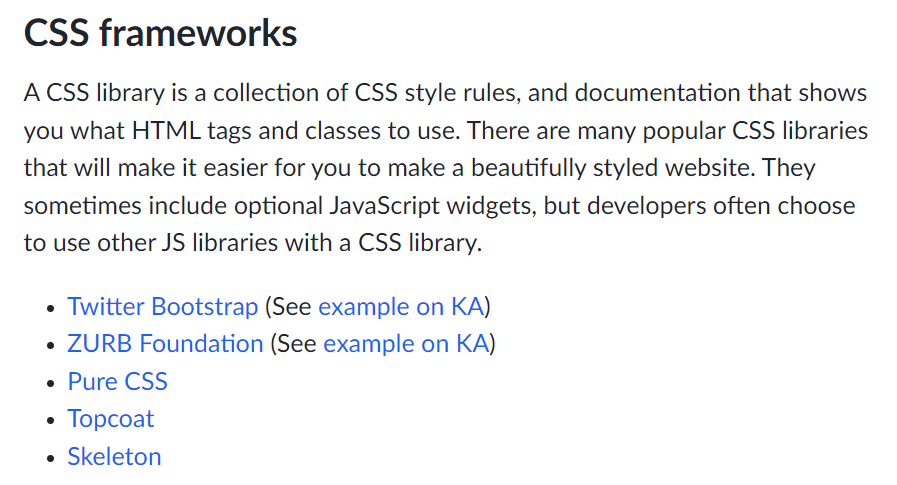 CSS frameworks
A CSS library is a collection of CSS style rules, and documentation that shows
you what HTML tags and classes to use. There are many popular CSS libraries
that will make it easier for you to make a beautifully styled website. They
sometimes include optional JavaScript widgets, but developers often choose
to use other JS libraries with a CSS library.
• Twitter Bootstrap (See example on KA)
• ZURB Foundation (See example on KA)
• Pure CSS
• Topcoat
• Skeleton